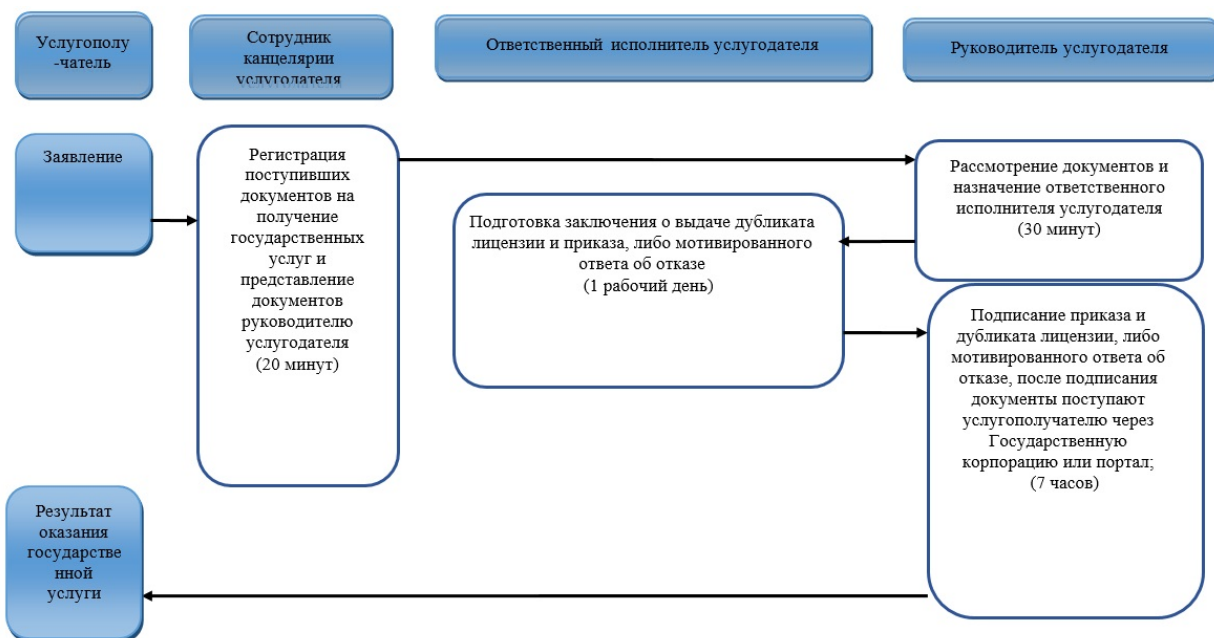 Услугополу
-чатель
Сотрудник
канцелярии
услугодателя
Ответственный исполнитель услугодателя
Руководитель услугодателя
Заявление
Регистрация
поступивших
документов на
получение
государственных
услуг и
представление
документов
руководителю
услугодателя
(20 минут)
Рассмотрение документов и
назначение ответственного
исполнителя услугодателя
(30 минут)
Подготовка заключения о выдаче дубликата
лицензии и приказа, либо мотивированного
ответа об отказе
(1 рабочий день)
Подписание приказа и
дубликата лицензии, либо
мотивированного ответа об
отказе, после подписания
документы поступают
услугополучателю через
Государственную
корпорацию или портал;
(7 часов)
Результат
оказания
государстве
нной
услуги